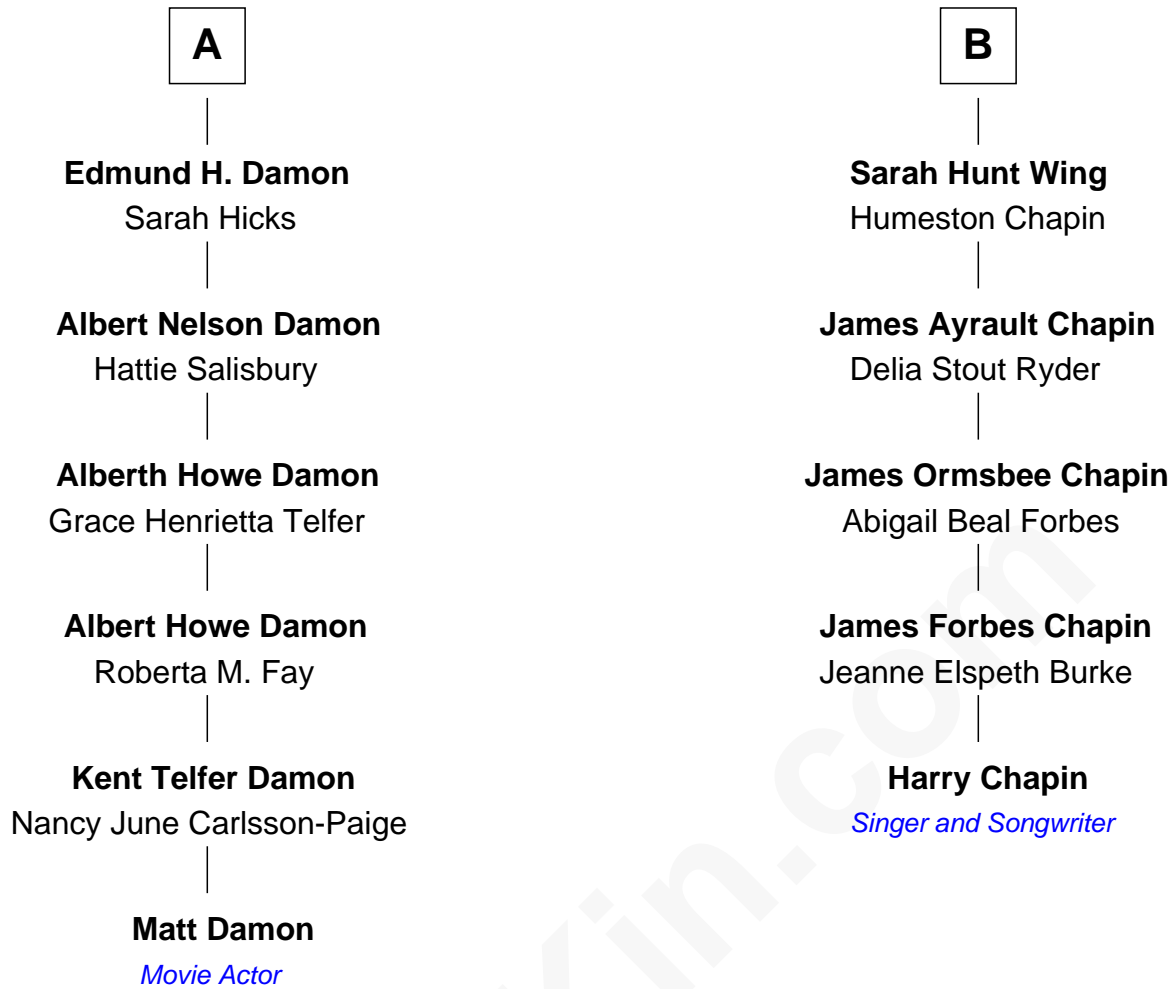 A
Edmund H. Damon
Sarah Hicks
Albert Nelson Damon
Hattie Salisbury
Alberth Howe Damon
Grace Henrietta Telfer
Albert Howe Damon
Roberta M. Fay
Kent Telfer Damon
Nancy June Carlsson-Paige
Matt Damon
Movie Actor
B
Sarah Hunt Wing
Humeston Chapin
James Ayrault Chapin
Delia Stout Ryder
James Ormsbee Chapin
Abigail Beal Forbes
James Forbes Chapin
Jeanne Elspeth Burke
Harry Chapin
Singer and Songwriter
Kin.com